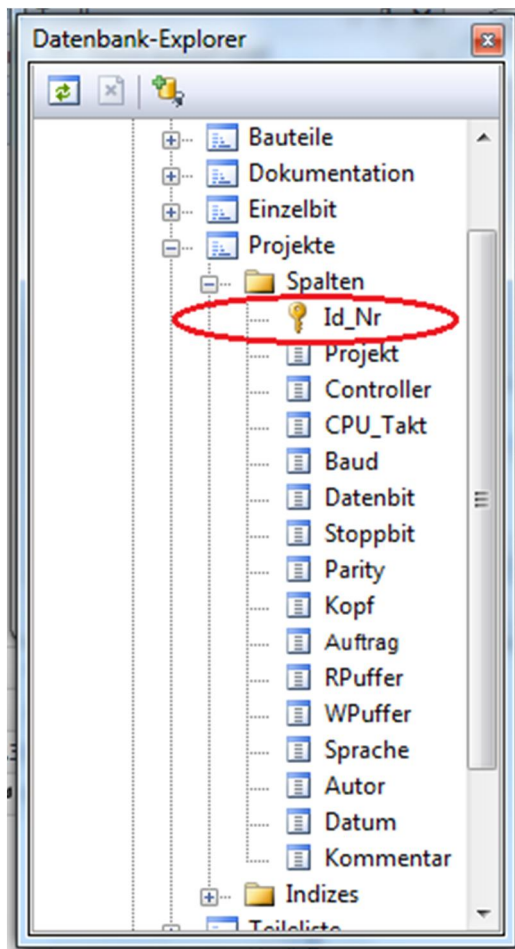 Datenbank-Explorer
Bauteile
Dokumentation
Einzelbit
Projekte
Spalten
Id_Nr
Projekt
Controller
CPU_Takt
Baud
Datenbit
Stoppbit
Parity
Kopf
Auftrag
RPuffer
WPuffer
Sprache
Autor
Datum
Kommentar
Indizes
Teileliste